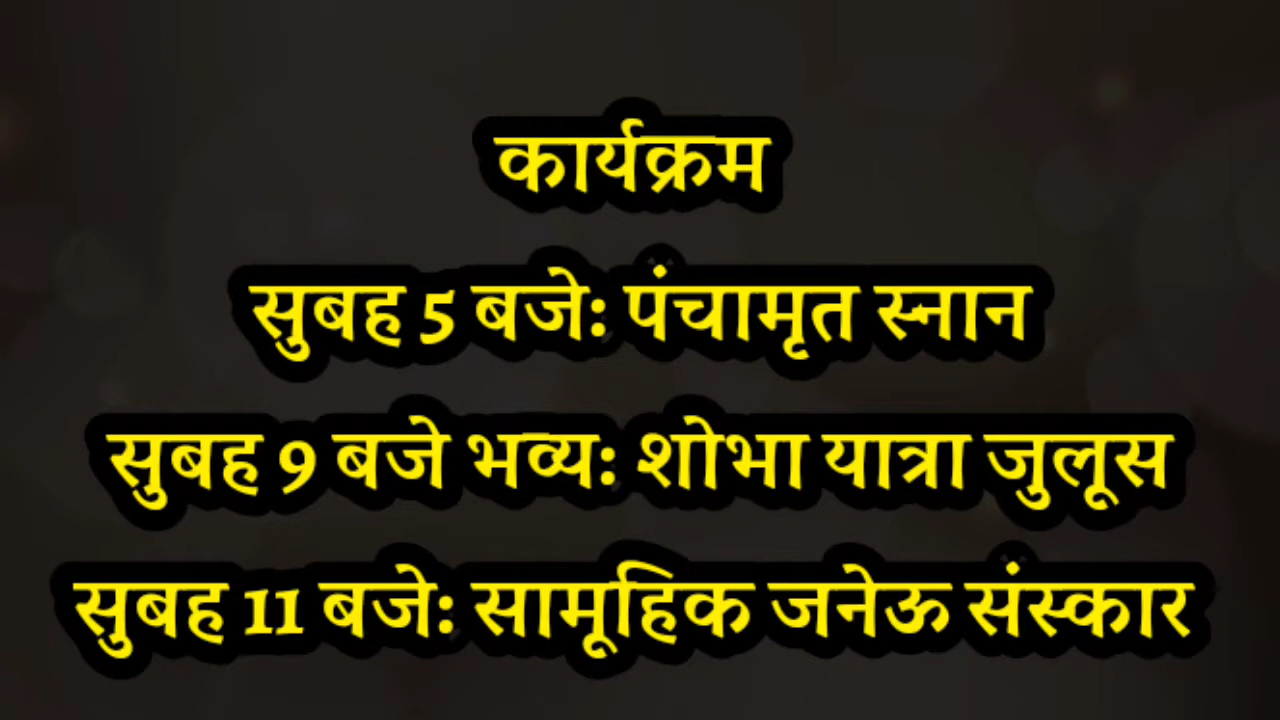 कार्यक्रम
सुबह 5 बजे: पंचामृत स्नान
सुबह 9 बजे भव्य: शोभा यात्रा जुलूस
सुबह 11 बजे: सामूहिक जनेऊ संस्कार